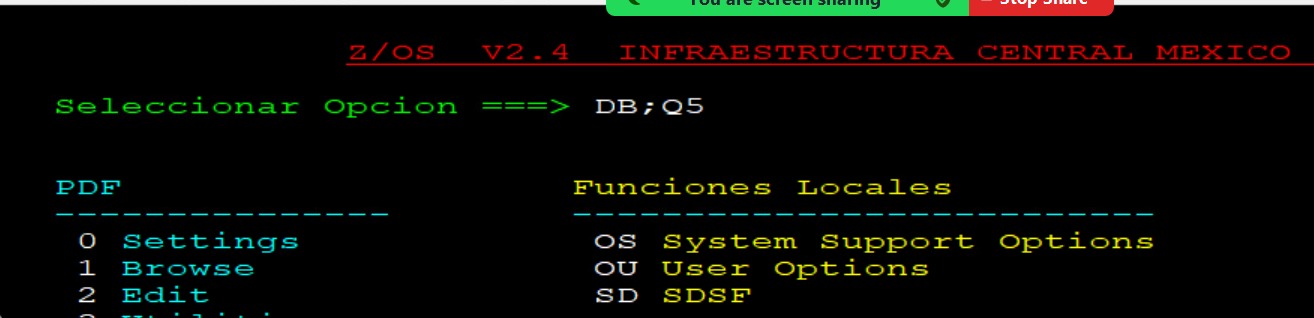 You are screen sharing Stop Share
Z/OS V2.4 INFRAESTRUCTURA CENTRAL MEXICO
Seleccionar Opcion ===> DB;Q5
PDF Funciones Locales
--------------- --------------------------
0 Settings OS System Support Options
1 Browse OU User Options
2 Edit SD SDSF